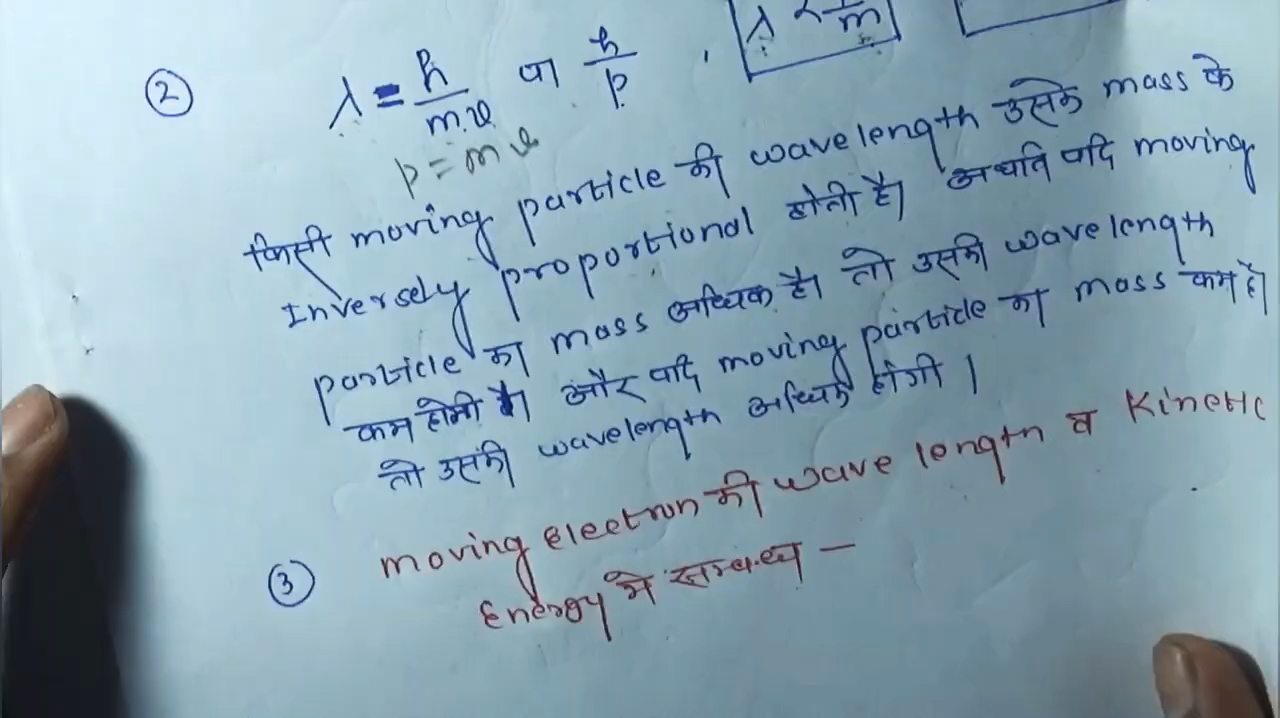 ② λ = h/m.v या h/p , λ ∝ 1/m
p = mv
किसी moving particle की wavelength उसके mass के
Inversely proportional होती है। अर्थात यदि moving
particle का mass अधिक है। तो उसकी wavelength
कम होगी है। और यदि moving particle का mass कम है।
तो उसकी wavelength अधिक होगी ।
③ moving electron की wave length व Kinetic
Energy मे सम्बन्ध —